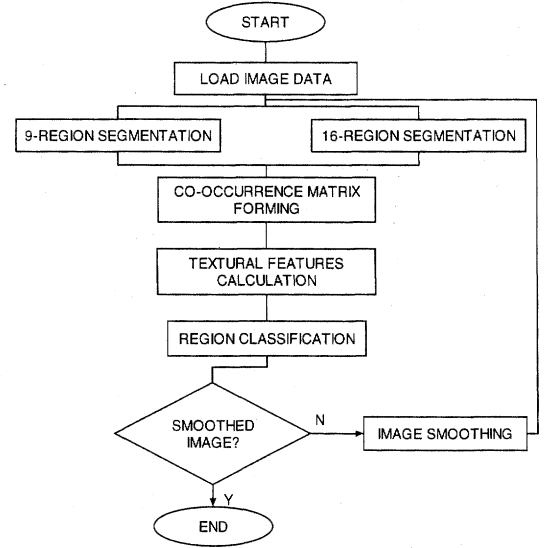 START
LOAD IMAGE DATA
9-REGION SEGMENTATION
16-REGION SEGMENTATION
CO-OCCURRENCE MATRIX
FORMING
TEXTURAL FEATURES
CALCULATION
REGION CLASSIFICATION
SMOOTHED
IMAGE?
N
IMAGE SMOOTHING
Y
END